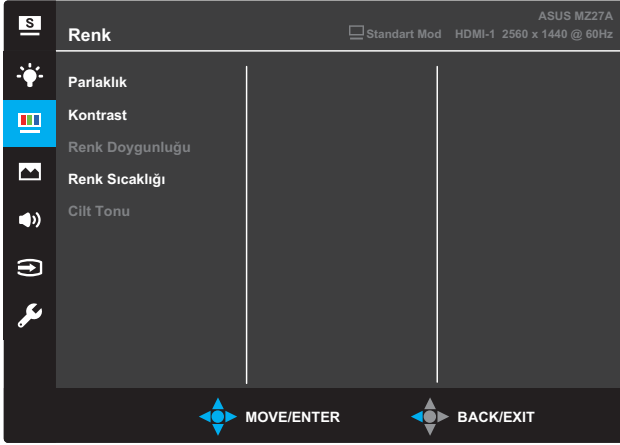 S
ASUS MZ27A
Renk
Standart Mod HDMI-1 2560 x 1440 @ 60Hz
Parlaklık
Kontrast
Renk Doygunluğu
Renk Sıcaklığı
Cilt Tonu
MOVE/ENTER BACK/EXIT